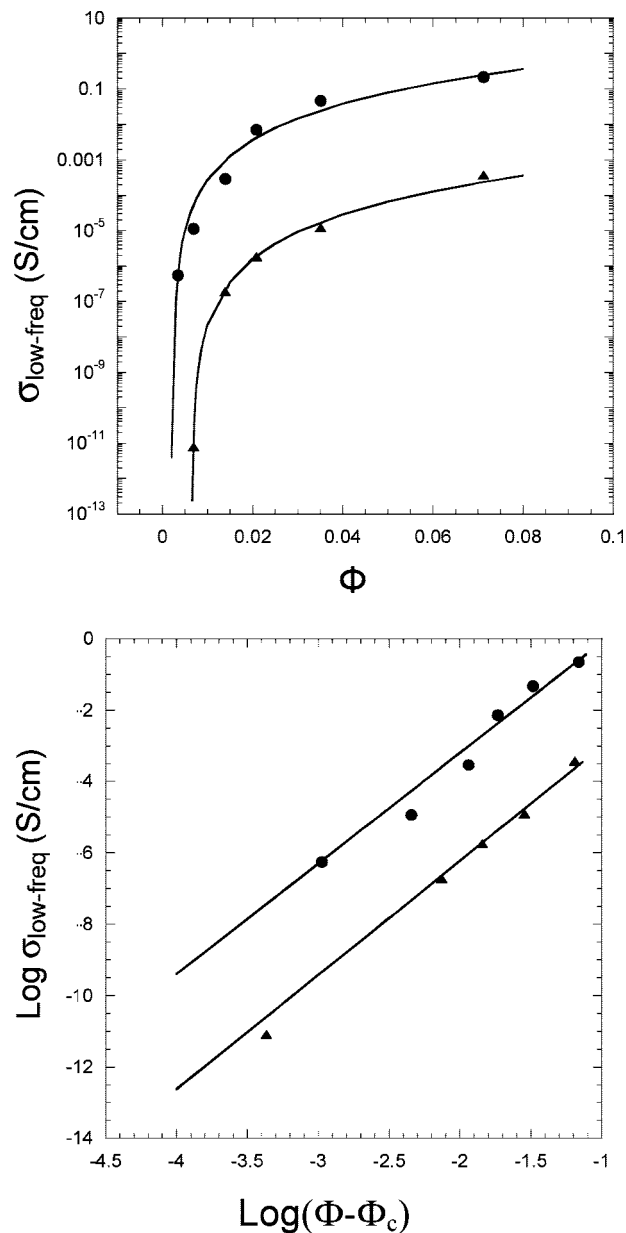 10
0.1
0.001
10-5
10-7
10-9
10-11
10-13
σlow-freq (S/cm)
0 0.02 0.04 0.06 0.08 0.1
Φ
0
-2
-4
-6
-8
-10
-12
-14
Log σlow-freq (S/cm)
-4.5 -4 -3.5 -3 -2.5 -2 -1.5 -1
Log(Φ-Φc)